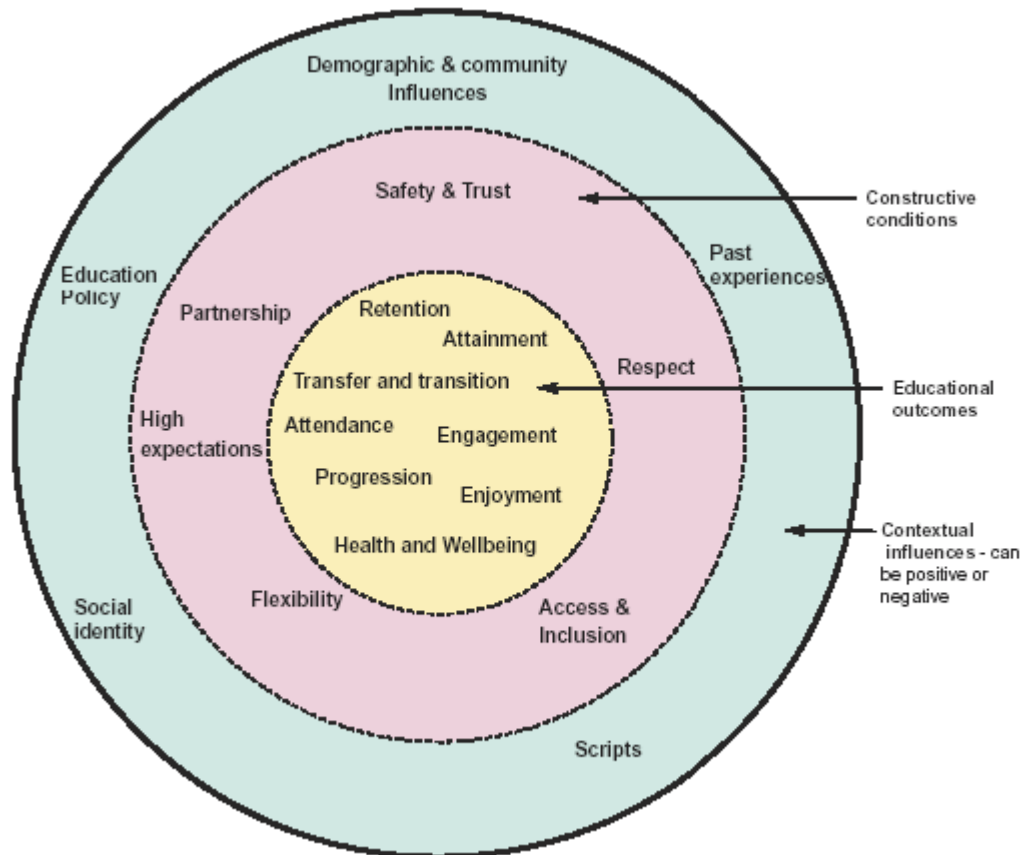 Demographic & community
Influences
Safety & Trust
Constructive
conditions
Past
experiences
Education
Policy
Partnership
Retention
Attainment
Respect
Transfer and transition
Educational
outcomes
High
expectations
Attendance
Engagement
Progression
Enjoyment
Health and Wellbeing
Contextual
influences - can
be positive or
negative
Flexibility
Access &
Inclusion
Social
identity
Scripts